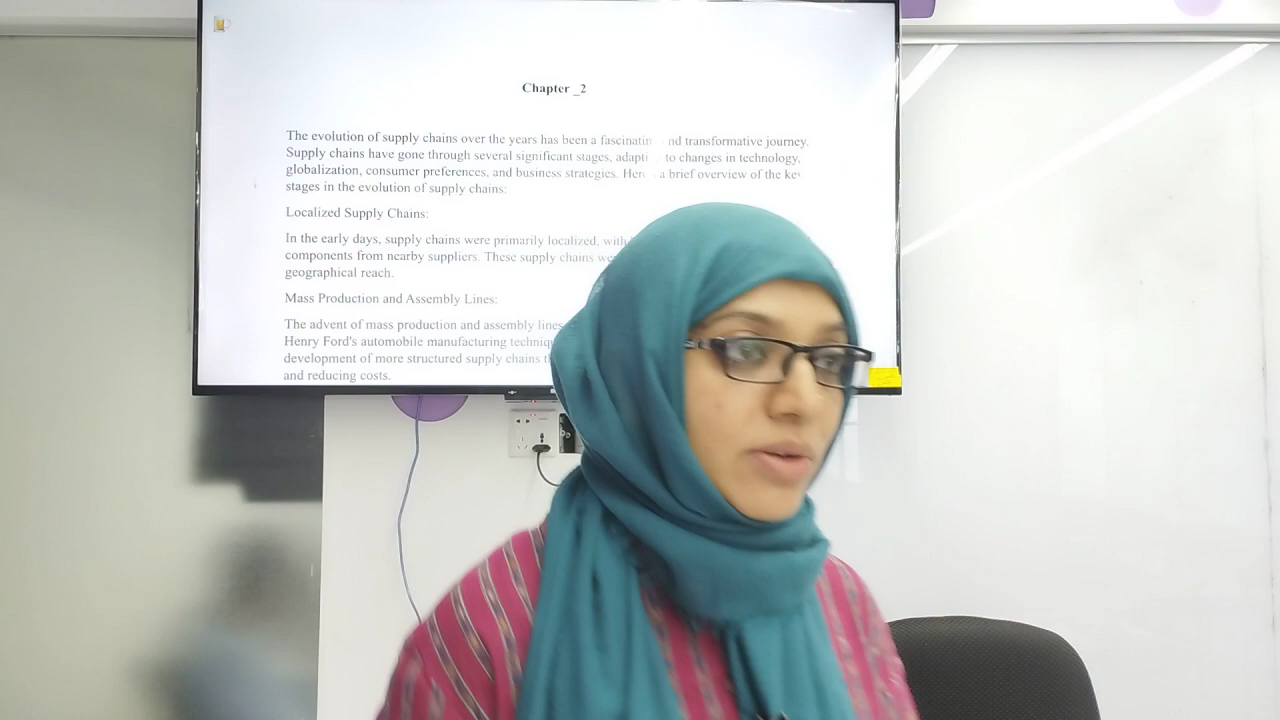 Chapter _2
The evolution of supply chains over the years has been a fascinatin nd transformative journey.
Supply chains have gone through several significant stages, adapti to changes in technology,
globalization, consumer preferences, and business strategies. Her a brief overview of the key
stages in the evolution of supply chains:
Localized Supply Chains:
In the early days, supply chains were primarily localized, with
components from nearby suppliers. These supply chains we
geographical reach.
Mass Production and Assembly Lines:
The advent of mass production and assembly lines
Henry Ford's automobile manufacturing techniq
development of more structured supply chains
and reducing costs.